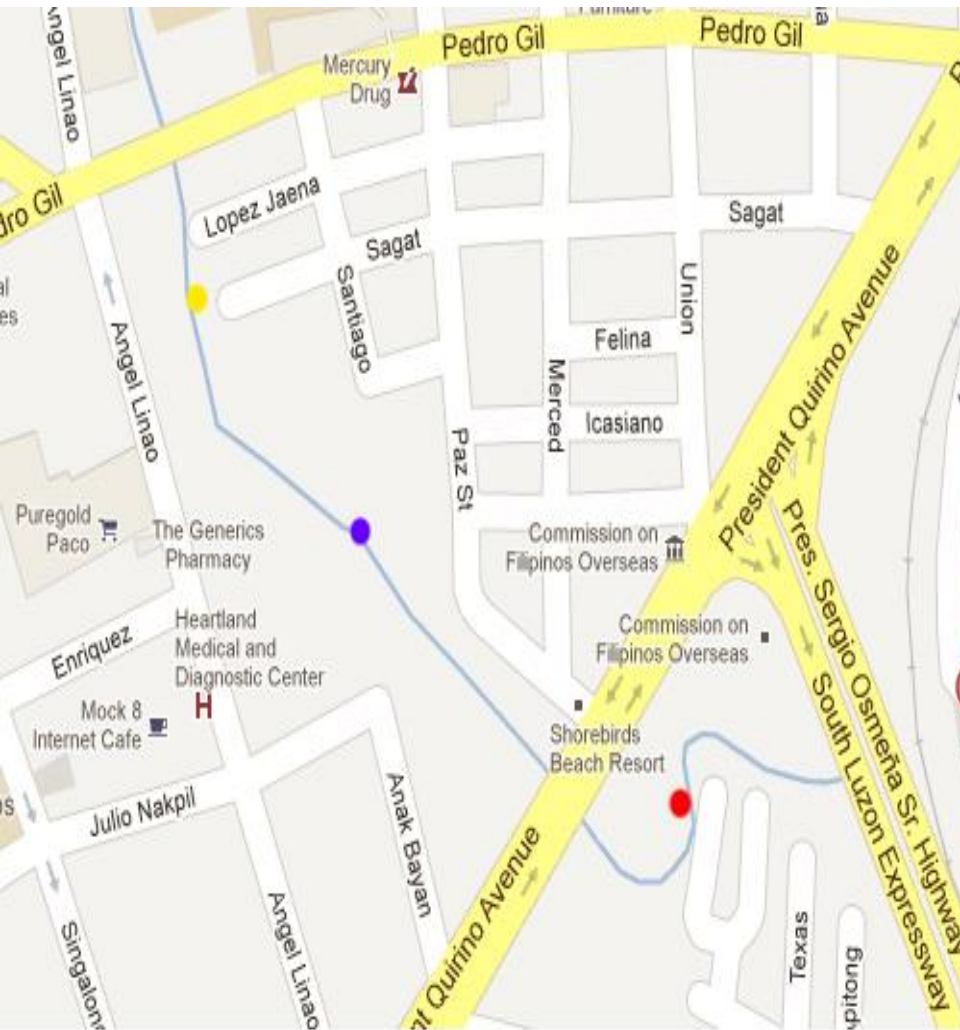 Angel Linao
Pedro Gil
Pedro Gil
Mercury
Drug
Lopez Jaena
Sagat
Sagat
Santiago
Union
Felina
Merced
Icasiano
Paz St
Angel Linao
President Quirino Avenue
Puregold
Paco
The Generics
Pharmacy
Commission on
Filipinos Overseas
Pres. Sergio Osmeña Sr. Highway
Heartland
Medical and
Diagnostic Center
H
Enriquez
Commission on
Filipinos Overseas
Mock 8
Internet Cafe
Shorebirds
Beach Resort
South Luzon Expressway
Julio Nakpil
Anak Bayan
Quirino Avenue
Angel Linao
Singalong
Texas